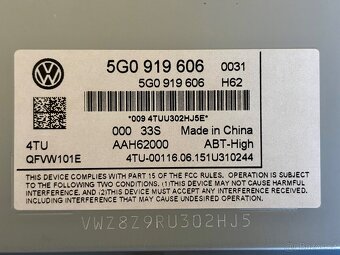 5G0 919 606 0031
5G0 919 606 H62
*009 4TUU302HJ5E*
000 33S Made in China
4TU AAH62000 ABT-High
QFVW101E 4TU-00116.06.151U310244
THIS DEVICE COMPLIES WITH PART 15 OF THE FCC RULES. OPERATION IS SUBJECT TO
THE FOLLOWING TWO CONDITIONS: (1)THIS DEVICE MAY NOT CAUSE HARMFUL
INTERFERENCE, AND (2)THIS DEVICE MUST ACCEPT ANY INTERFERENCE RECEIVED,
INCLUDING INTERFERENCE THAT MAY CAUSE UNDESIRED OPERATION.
VWZ8Z9RU302HJ5